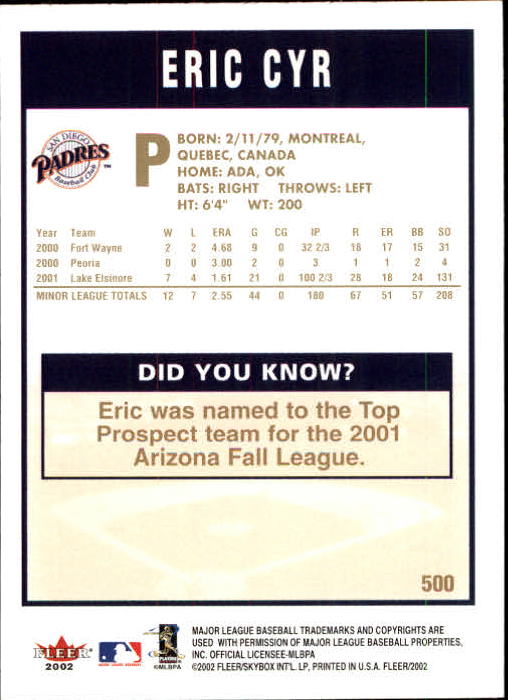 ERIC CYR
SAN DIEGO
PADRES
Baseball Club
TM
P
BORN: 2/11/79, MONTREAL,
QUEBEC, CANADA
HOME: ADA, OK
BATS: RIGHT THROWS: LEFT
HT: 6'4" WT: 200
Year Team W L ERA G CG IP R ER BB SO
2000 Fort Wayne 2 2 4.68 9 0 32 2/3 18 17 15 31
2000 Peoria 0 0 3.00 2 0 3 1 1 2 4
2001 Lake Elsinore 7 4 1.61 21 0 100 2/3 28 18 24 131
MINOR LEAGUE TOTALS 12 7 2.55 44 0 180 67 51 57 208
DID YOU KNOW?
Eric was named to the Top
Prospect team for the 2001
Arizona Fall League.
500
FLEER
2002
©MLBPA
MAJOR LEAGUE BASEBALL TRADEMARKS AND COPYRIGHTS ARE
USED WITH PERMISSION OF MAJOR LEAGUE BASEBALL PROPERTIES,
INC. OFFICIAL LICENSEE-MLBPA
©2002 FLEER/SKYBOX INT'L. LP, PRINTED IN U.S.A. FLEER/2002